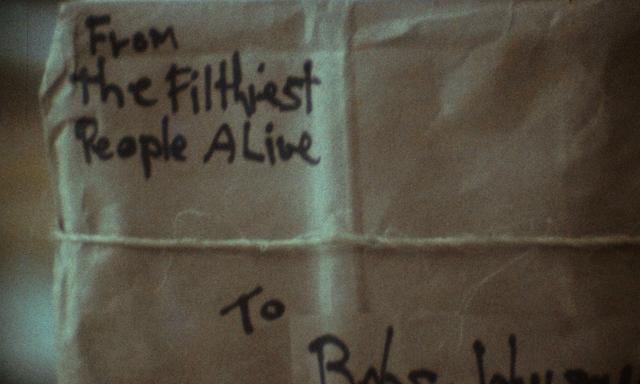 From
the Filthiest
People ALive
To